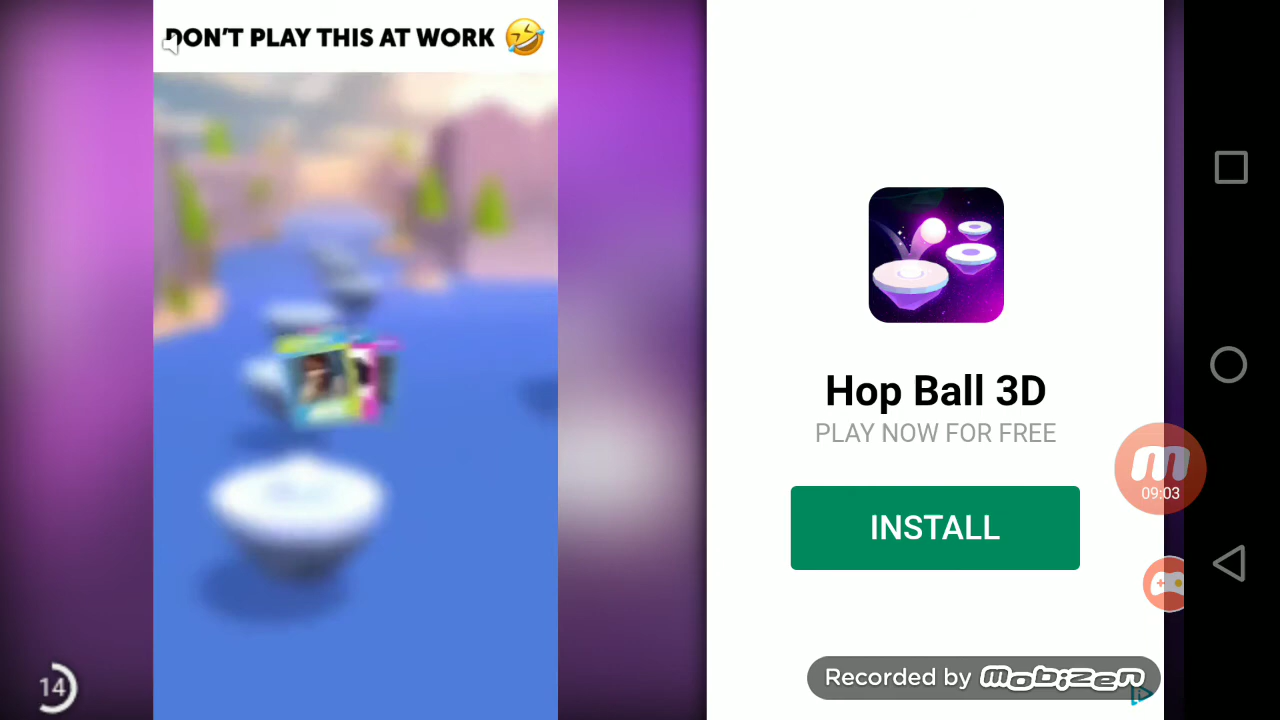 DON'T PLAY THIS AT WORK 🤣
Hop Ball 3D
PLAY NOW FOR FREE
INSTALL
09:03
14
Recorded by mobizen